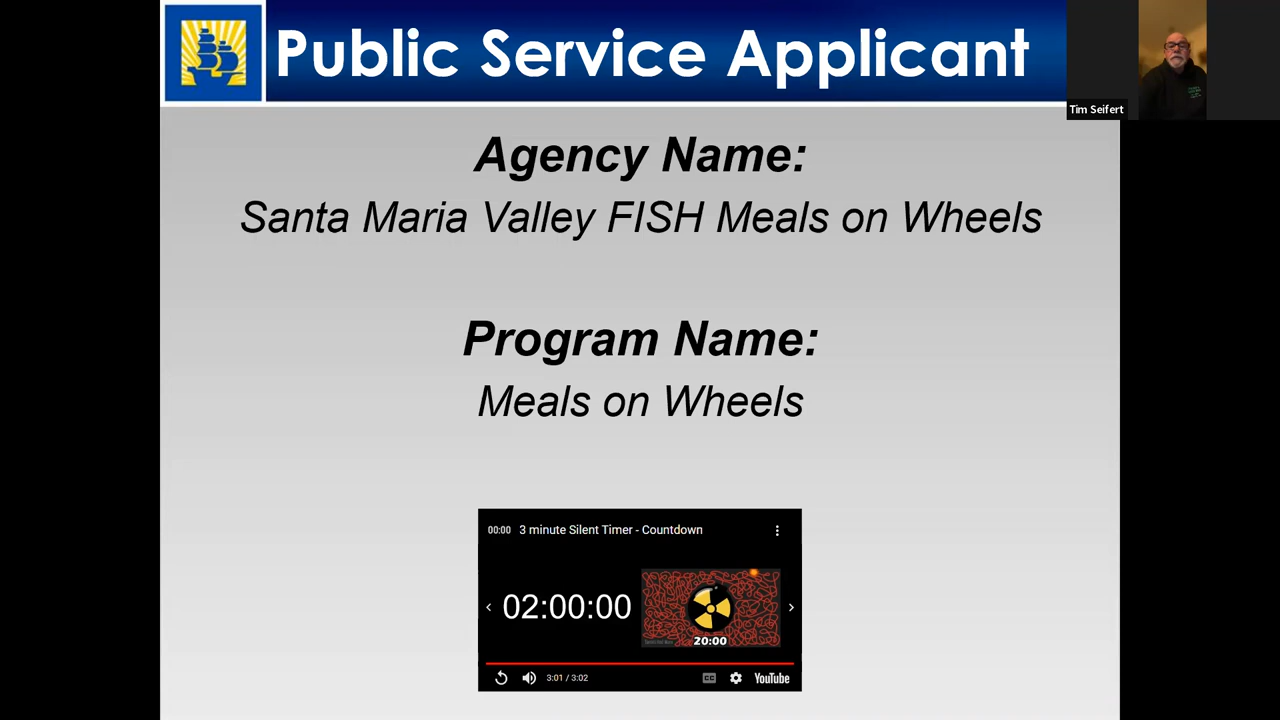 Public Service Applicant
Tim Seifert
Agency Name:
Santa Maria Valley FISH Meals on Wheels
Program Name:
Meals on Wheels
00:00 3 minute Silent Timer - Countdown
02:00:00
20:00
3:01 / 3:02
CC
YouTube